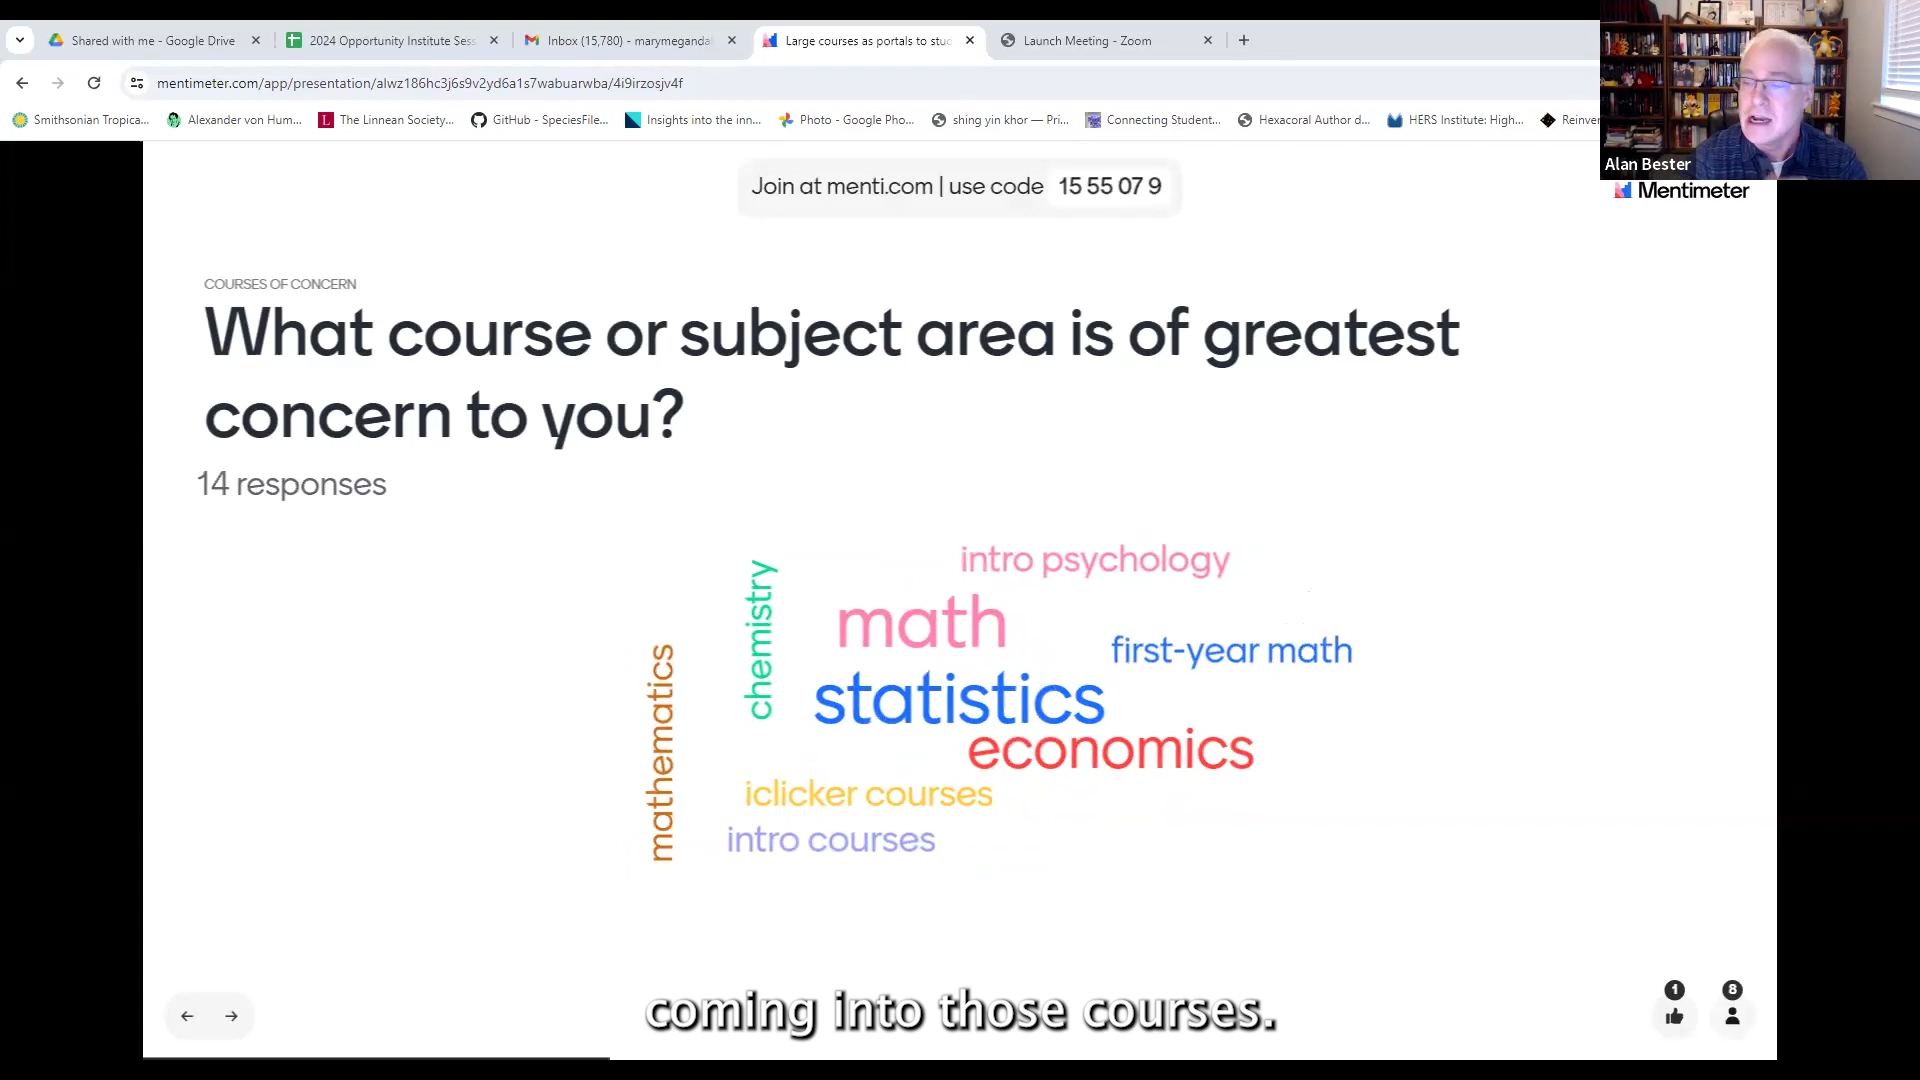 Shared with me - Google Drive
2024 Opportunity Institute Sess
Inbox (15,780) - marymeganda
Large courses as portals to stud
Launch Meeting - Zoom
mentimeter.com/app/presentation/alwz186hc3j6s9v2yd6a1s7wabuarwba/4i9irzosjv4f
Smithsonian Tropica...
Alexander von Hum...
L
The Linnean Society...
GitHub - SpeciesFile...
Insights into the inn...
Photo - Google Pho...
shing yin khor — Pri...
Connecting Student...
Hexacoral Author d...
HERS Institute: High...
Reinver
Alan Bester
Join at menti.com | use code 15 55 07 9
Mentimeter
COURSES OF CONCERN
What course or subject area is of greatest
concern to you?
14 responses
intro psychology
chemistry
math
first-year math
mathematics
statistics
economics
iclicker courses
intro courses
coming into those courses.
1
8